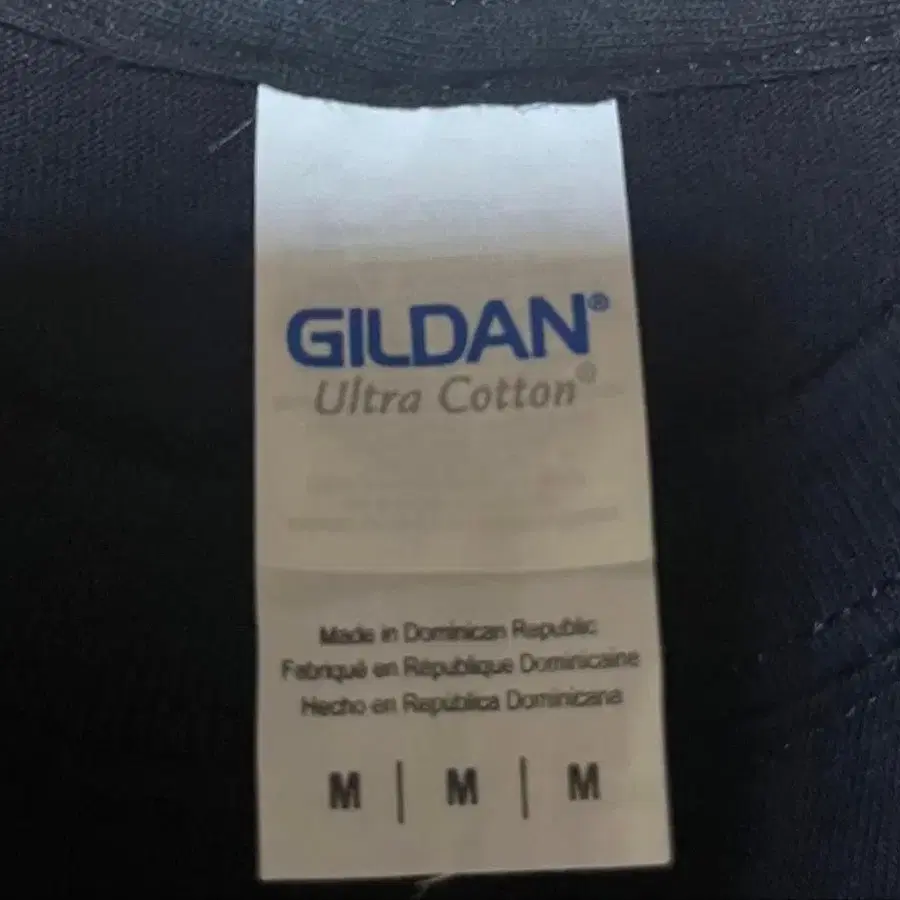 GILDAN®
Ultra Cotton®
Made in Dominican Republic
Fabriqué en République Dominicaine
Hecho en República Dominicana
M | M | M